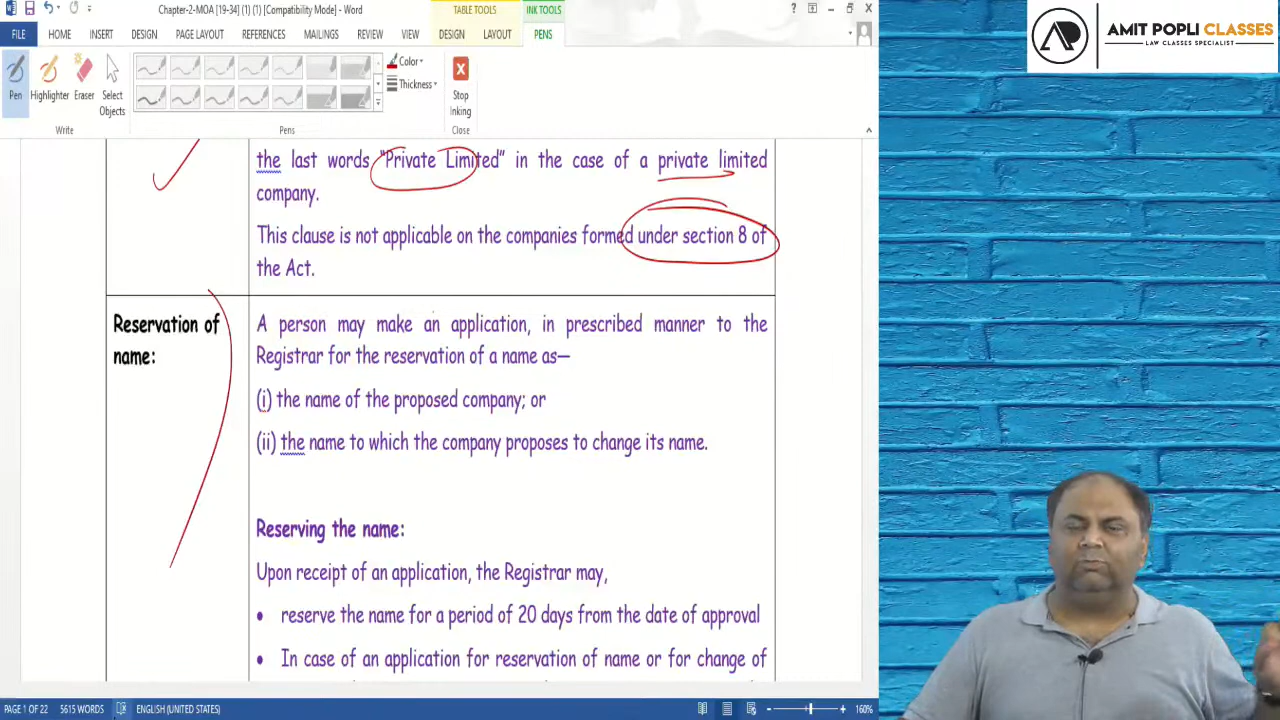 Chapter-2-MOA [19-34] (1) (1) [Compatibility Mode] - Word
TABLE TOOLS
INK TOOLS
FILE
HOME
INSERT
DESIGN
PAGE LAYOUT
REFERENCES
MAILINGS
REVIEW
VIEW
DESIGN
LAYOUT
PENS
Pen
Highlighter
Eraser
Select
Objects
Color
Thickness
Stop
Inking
Write
Pens
Close
AMIT POPLI CLASSES
LAW CLASSES SPECIALIST
the last words “Private Limited” in the case of a private limited
company.
This clause is not applicable on the companies formed under section 8 of
the Act.
Reservation of
name:
A person may make an application, in prescribed manner to the
Registrar for the reservation of a name as—
(i) the name of the proposed company; or
(ii) the name to which the company proposes to change its name.
Reserving the name:
Upon receipt of an application, the Registrar may,
• reserve the name for a period of 20 days from the date of approval
• In case of an application for reservation of name or for change of
PAGE 1 OF 22
5615 WORDS
ENGLISH (UNITED STATES)
160%